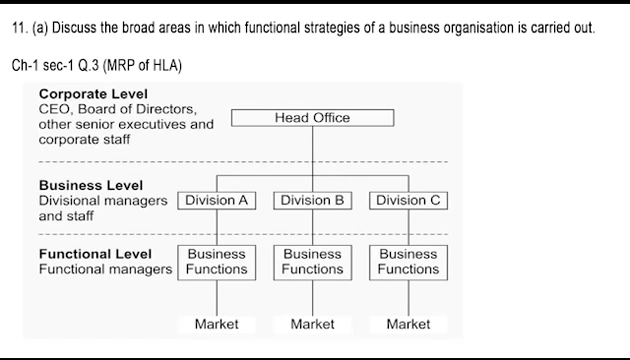 11. (a) Discuss the broad areas in which functional strategies of a business organisation is carried out.
Ch-1 sec-1 Q.3 (MRP of HLA)
Corporate Level
CEO, Board of Directors,
other senior executives and
corporate staff
Head Office
Business Level
Divisional managers
and staff
Division A
Division B
Division C
Functional Level
Functional managers
Business
Functions
Business
Functions
Business
Functions
Market
Market
Market